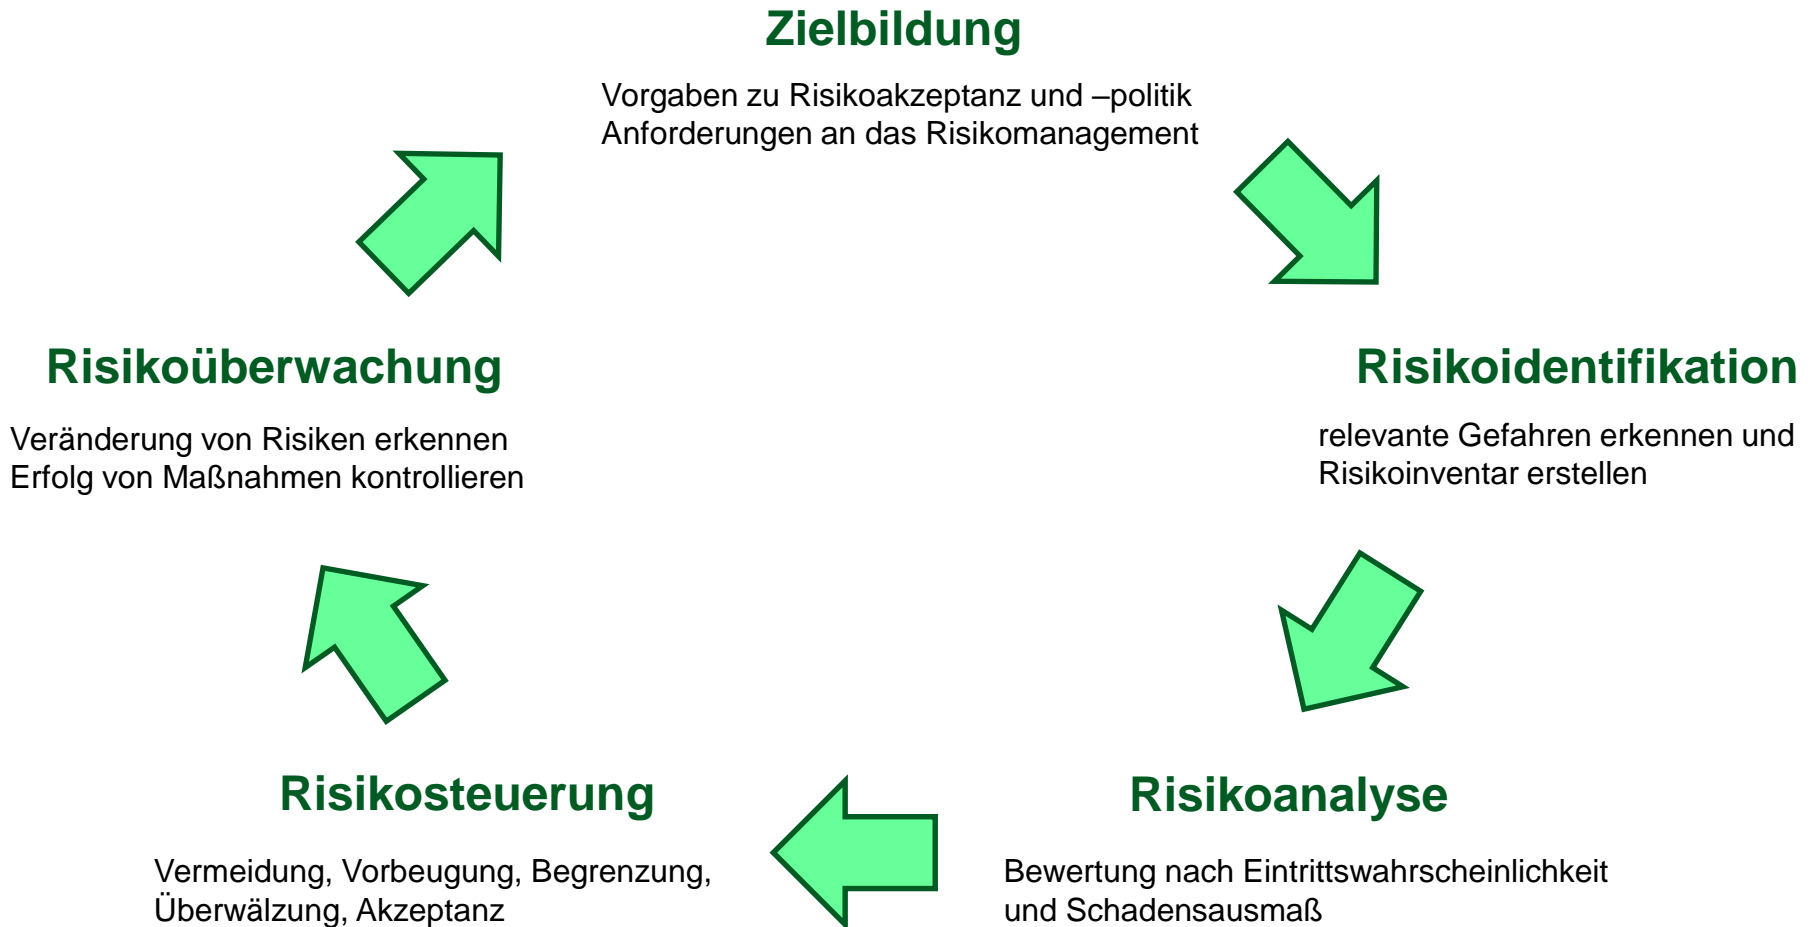 Zielbildung
Vorgaben zu Risikoakzeptanz und –politik
Anforderungen an das Risikomanagement
Risikoidentifikation
relevante Gefahren erkennen und
Risikoinventar erstellen
Risikoanalyse
Bewertung nach Eintrittswahrscheinlichkeit
und Schadensausmaß
Risikosteuerung
Vermeidung, Vorbeugung, Begrenzung,
Überwälzung, Akzeptanz
Risikoüberwachung
Veränderung von Risiken erkennen
Erfolg von Maßnahmen kontrollieren